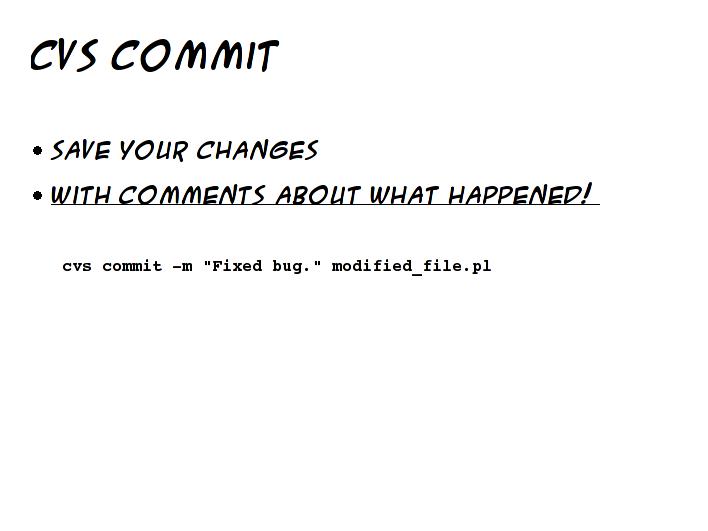 CVS COMMIT
• SAVE YOUR CHANGES
• WITH COMMENTS ABOUT WHAT HAPPENED!
cvs commit -m "Fixed bug." modified_file.pl